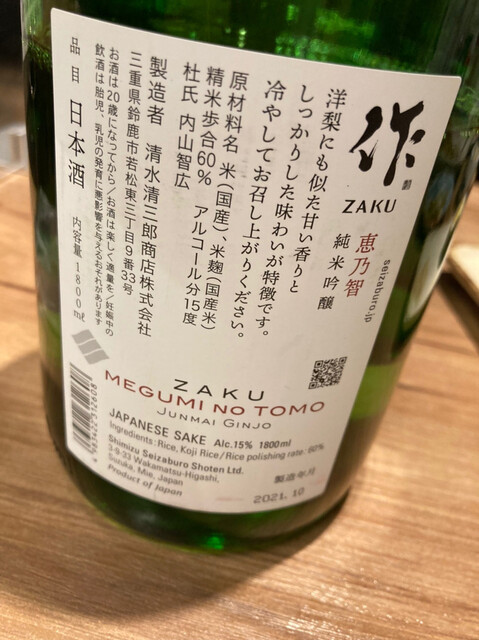 作
ZAKU
恵乃智
純米吟醸
seizaburo.jp
洋梨にも似た甘い香りと
しっかりした味わいが特徴です。
冷やしてお召し上がりください。
原材料名 米(国産)、米麹(国産米)
精米歩合60% アルコール分15度
杜氏 内山智広
製造者 清水清三郎商店株式会社
三重県鈴鹿市若松東三丁目9番33号
お酒は20歳になってから/お酒は楽しく適量を/妊娠中の
飲酒は胎児、乳児の発育に悪影響を与えるおそれがあります
品目 日本酒 内容量1800㎖
ZAKU
MEGUMI NO TOMO
JUNMAI GINJO
JAPANESE SAKE Alc.15% 1800ml
Ingredients: Rice, Koji Rice/Rice polishing rate. 60%
Shimizu Seizaburo Shoten Ltd.
3-9-33 Wakamatsu-Higashi,
Suzuka, Mie, Japan
Product of Japan
製造年月
2021.10